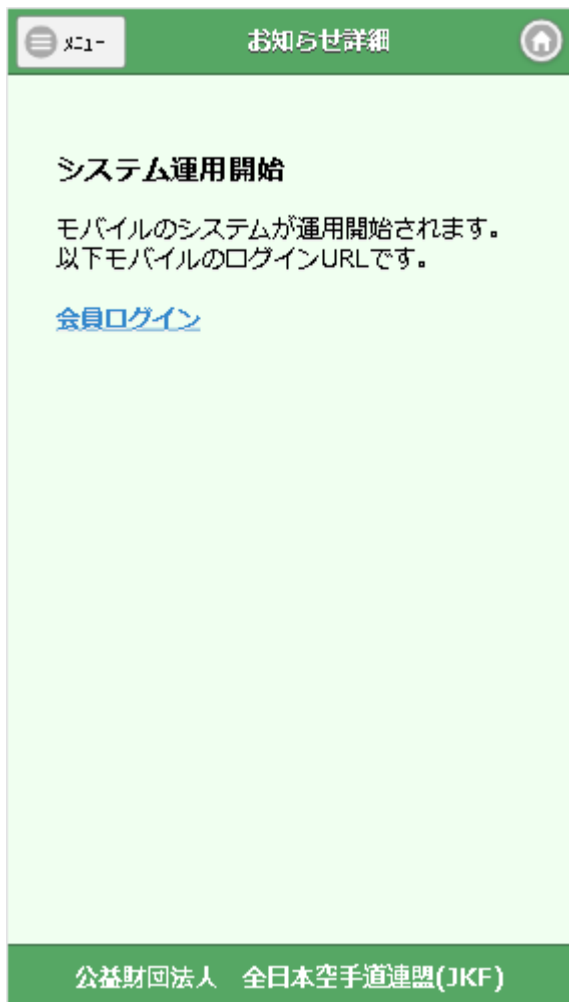 ﾒﾆｭｰ
お知らせ詳細
システム運用開始
モバイルのシステムが運用開始されます。
以下モバイルのログインURLです。
会員ログイン
公益財団法人　全日本空手道連盟(JKF)